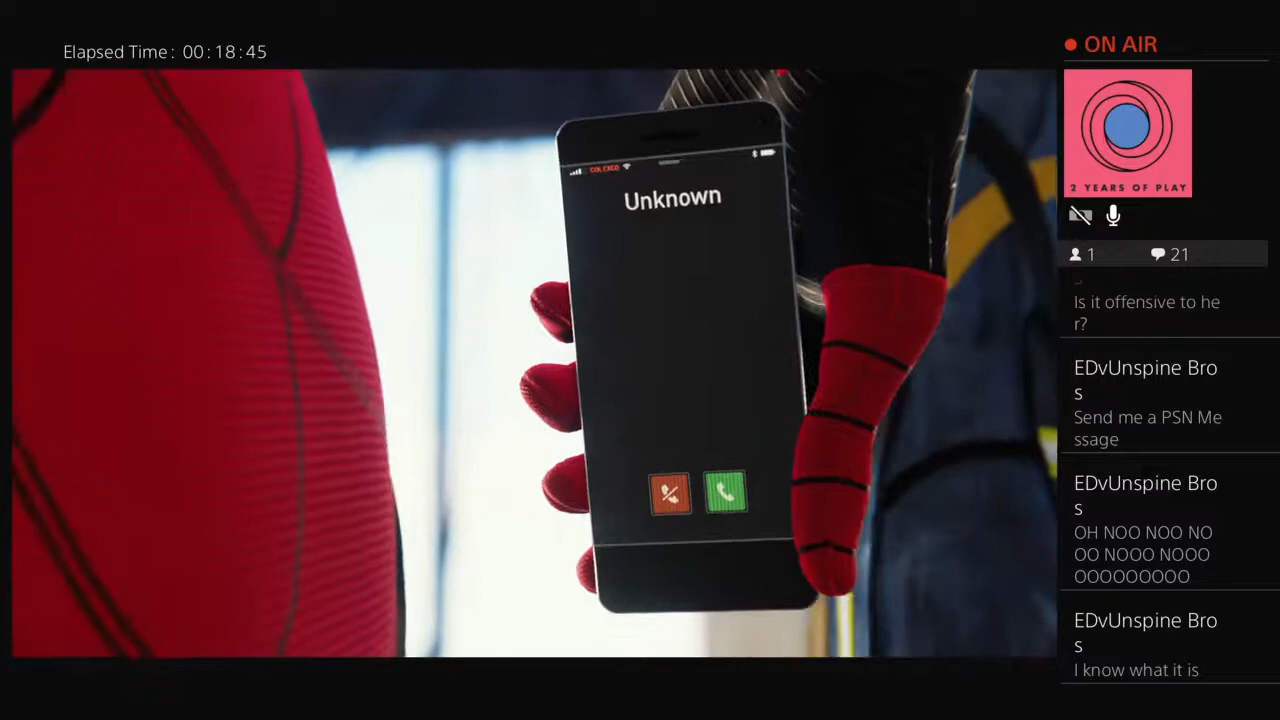 Elapsed Time: 00:18:45
ON AIR
2 YEARS OF PLAY
1
21
Is it offensive to he
r?
EDvUnspine Bro
s
Send me a PSN Me
ssage
EDvUnspine Bro
s
OH NOO NOO NO
OO NOOO NOOO
OOOOOOOOO
EDvUnspine Bro
s
I know what it is
Unknown